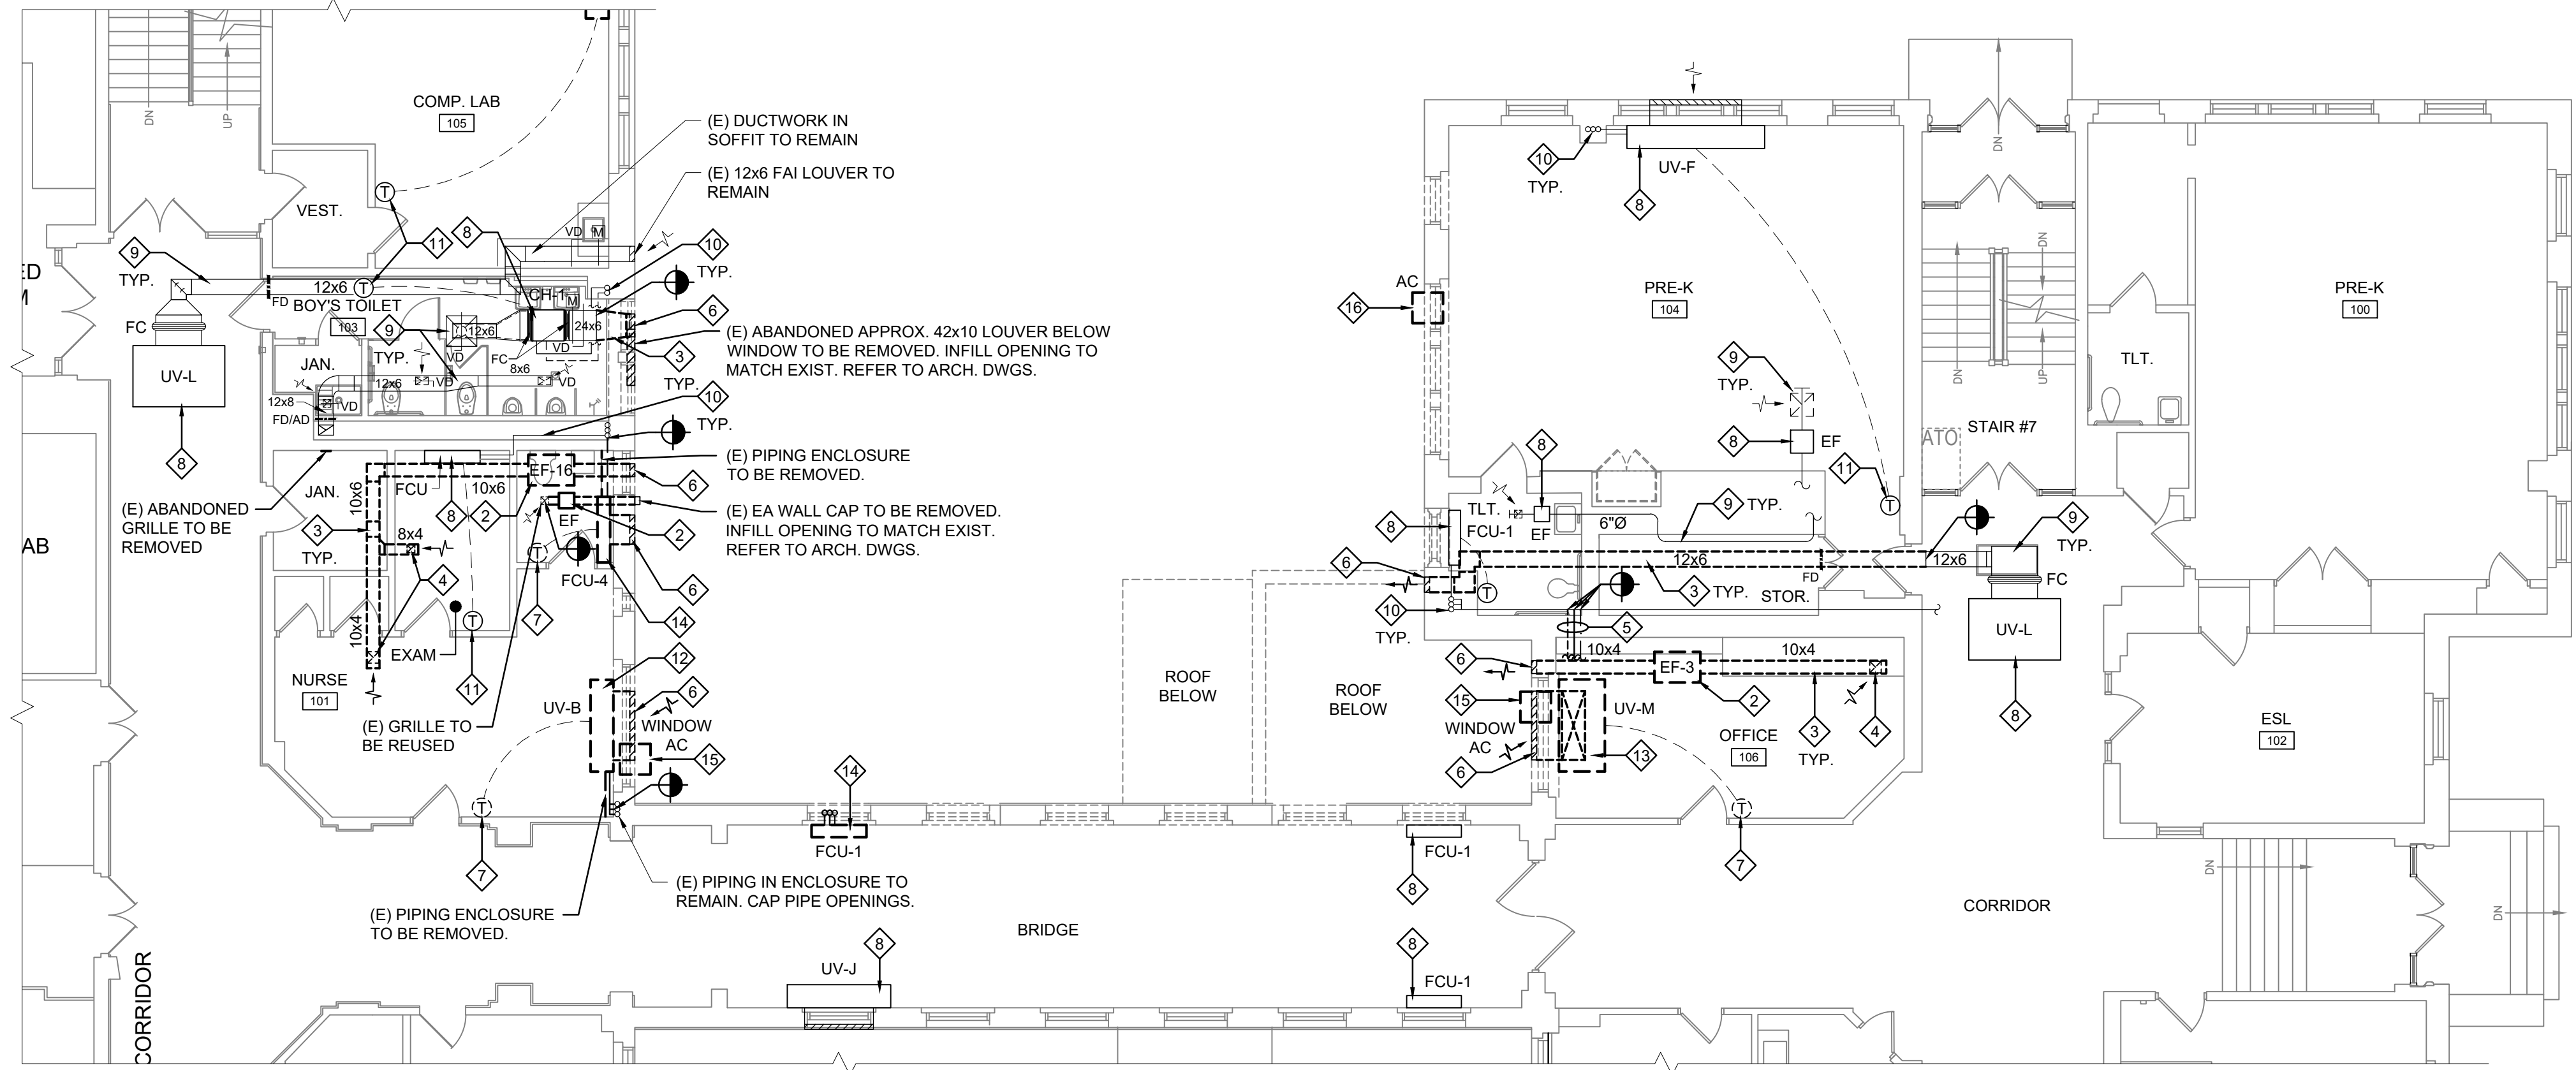 COMP. LAB
105
DN
UP
VEST.
(E) DUCTWORK IN
SOFFIT TO REMAIN
(E) 12x6 FAI LOUVER TO
REMAIN
T
11
8
VD
M
10
TYP.
9
TYP.
12x6
T
FD
BOY'S TOILET
103
CH-1
M
24x6
6
FC
UV-L
8
9
TYP.
12x6
VD
FC
VD
3
TYP.
(E) ABANDONED APPROX. 42x10 LOUVER BELOW
WINDOW TO BE REMOVED. INFILL OPENING TO
MATCH EXIST. REFER TO ARCH. DWGS.
JAN.
12x6
VD
8x6
VD
12x8
VD
FD/AD
10
TYP.
(E) PIPING ENCLOSURE
TO BE REMOVED.
6
(E) EA WALL CAP TO BE REMOVED.
INFILL OPENING TO MATCH EXIST.
REFER TO ARCH. DWGS.
2
EF-16
FCU
10x6
8
2
EF
JAN.
10x6
(E) ABANDONED
GRILLE TO BE
REMOVED
3
TYP.
8x4
4
T
FCU-4
7
6
14
10x4
EXAM
T
11
NURSE
101
12
6
UV-B
WINDOW
AC
15
(E) GRILLE TO
BE REUSED
T
7
(E) PIPING ENCLOSURE
TO BE REMOVED.
(E) PIPING IN ENCLOSURE TO
REMAIN. CAP PIPE OPENINGS.
AB
CORRIDOR
14
FCU-1
BRIDGE
UV-J
8
FCU-1
8
8
FCU-1
ROOF
BELOW
ROOF
BELOW
10
TYP.
UV-F
8
AC
16
PRE-K
104
9
TYP.
8
EF
11
T
8
TLT.
EF
FCU-1
8
6"Ø
9
TYP.
6
12x6
FD
12x6
9
TYP.
FC
T
10
TYP.
3
TYP.
STOR.
5
UV-L
8
6
10x4
EF-3
10x4
2
15
WINDOW
AC
6
UV-M
13
OFFICE
106
3
TYP.
4
T
7
DN
DN
DN
UP
ATO
STAIR #7
TLT.
PRE-K
100
ESL
102
CORRIDOR
DN
DN